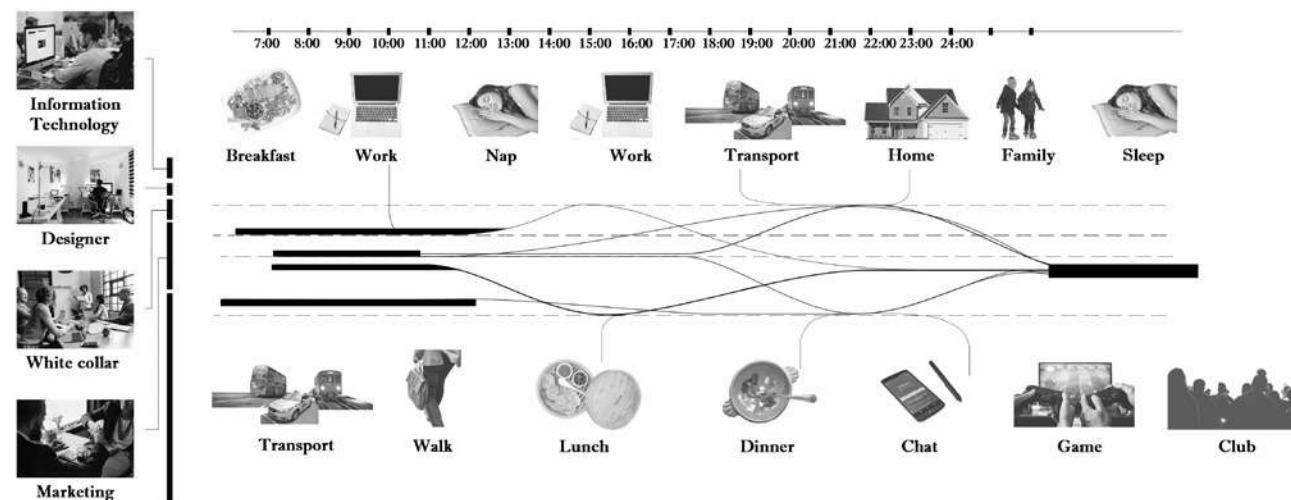 7:00 8:00 9:00 10:00 11:00 12:00 13:00 14:00 15:00 16:00 17:00 18:00 19:00 20:00 21:00 22:00 23:00 24:00
Information
Technology
Designer
White collar
Marketing
Breakfast Work Nap Work Transport Home Family Sleep
Transport Walk Lunch Dinner Chat Game Club